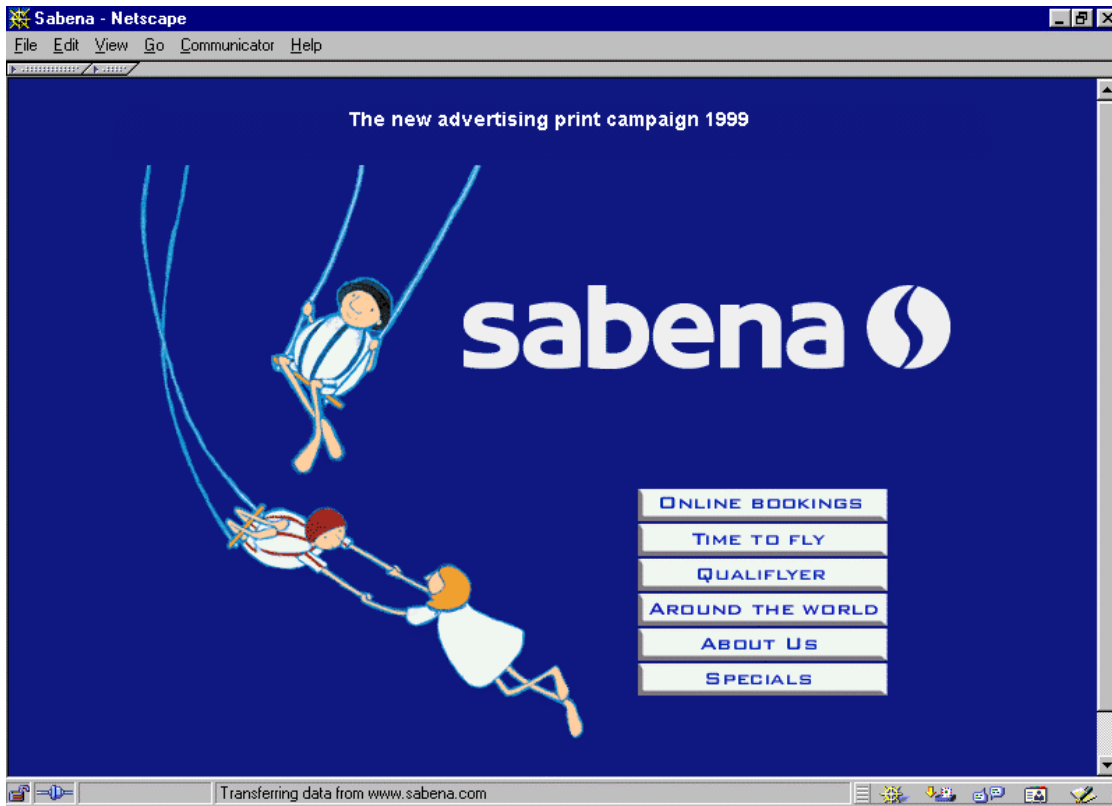 Sabena - Netscape
File Edit View Go Communicator Help
The new advertising print campaign 1999
sabena
ONLINE BOOKINGS
TIME TO FLY
QUALIFLYER
AROUND THE WORLD
ABOUT US
SPECIALS
Transferring data from www.sabena.com